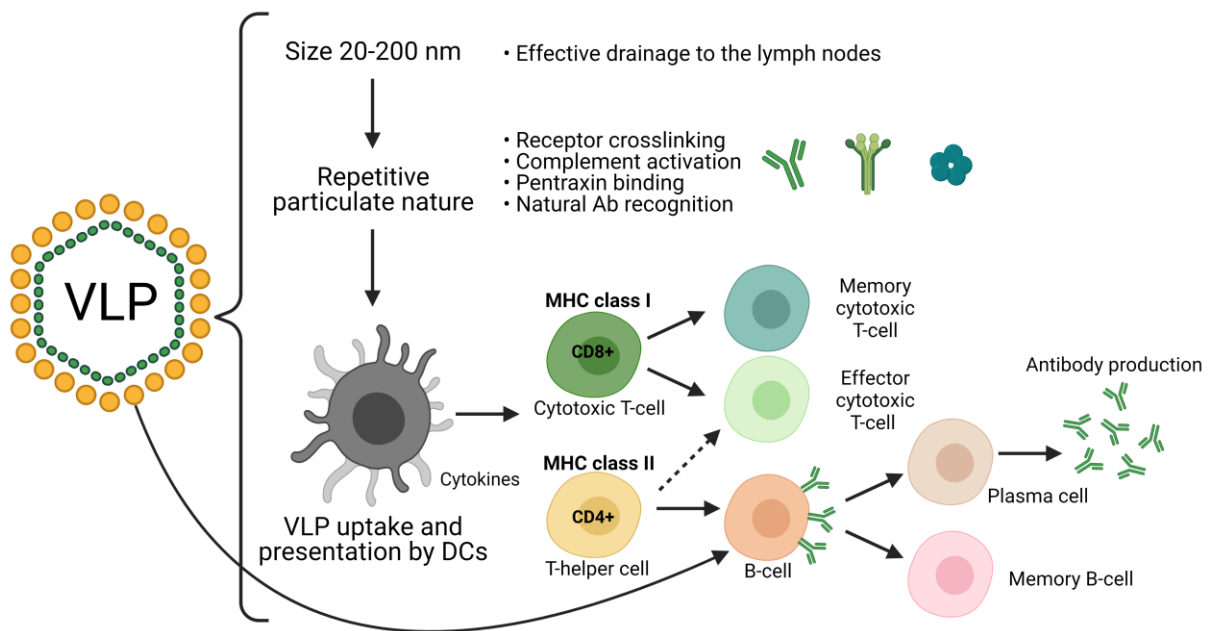 VLP
Size 20-200 nm
• Effective drainage to the lymph nodes
Repetitive
particulate nature
• Receptor crosslinking
• Complement activation
• Pentraxin binding
• Natural Ab recognition
VLP uptake and
presentation by DCs
Cytokines
MHC class I
CD8+
Cytotoxic T-cell
MHC class II
CD4+
T-helper cell
Memory
cytotoxic
T-cell
Effector
cytotoxic
T-cell
B-cell
Plasma cell
Memory B-cell
Antibody production